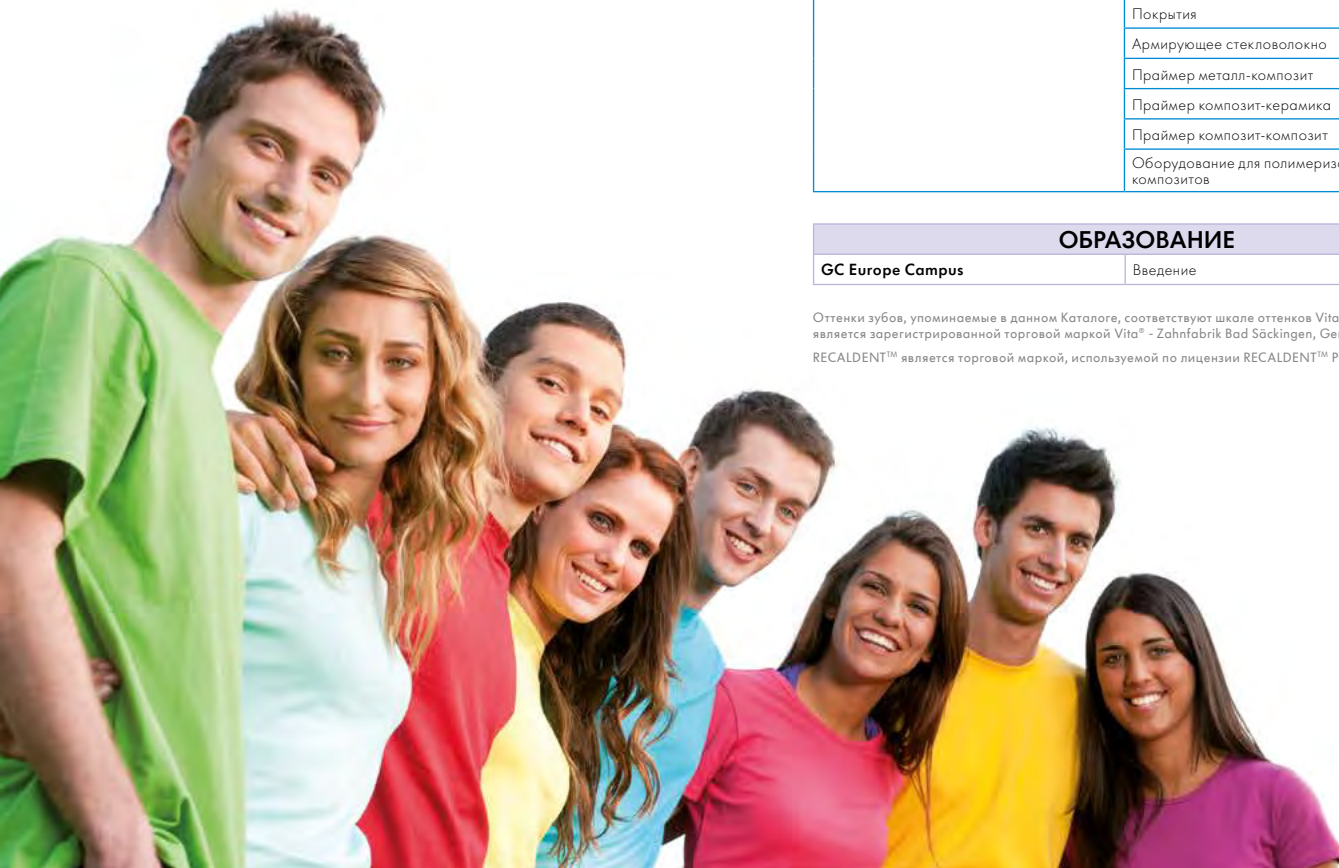 Покрытия
Армирующее стекловолокно
Праймер металл-композит
Праймер композит-керамика
Праймер композит-композит
Оборудование для
композитов
ОБРАЗОВАНИЕ
GC Europe Campus Введение
Оттенки зубов, упоминаемые в данном Каталоге, соответствуют шкале оттенков Vita
является зарегистрированной торговой маркой Vita® - Zahnfabrik Bad Säckingen,
RECALDENT™ является торговой маркой, используемой по лицензии RECALDENT™